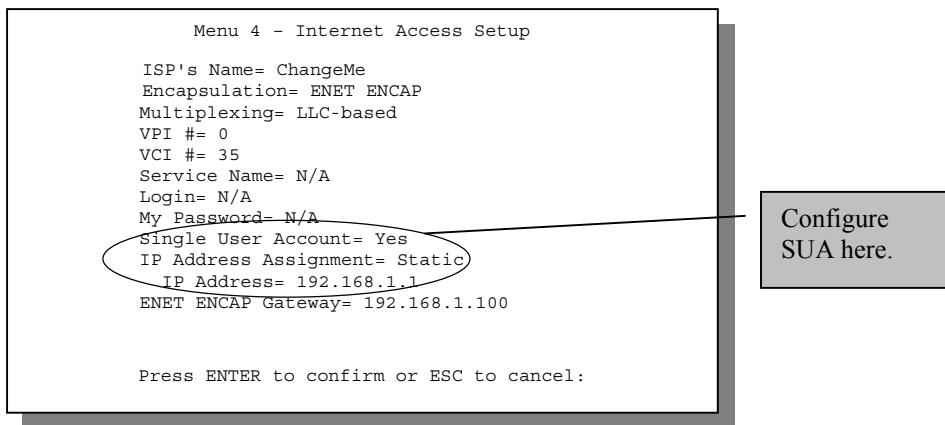 Menu 4 – Internet Access Setup
ISP's Name= ChangeMe
Encapsulation= ENET ENCAP
Multiplexing= LLC-based
VPI #= 0
VCI #= 35
Service Name= N/A
Login= N/A
My Password= N/A
Single User Account= Yes
IP Address Assignment= Static
IP Address= 192.168.1.1
ENET ENCAP Gateway= 192.168.1.100
Press ENTER to confirm or ESC to cancel:
Configure
SUA here.